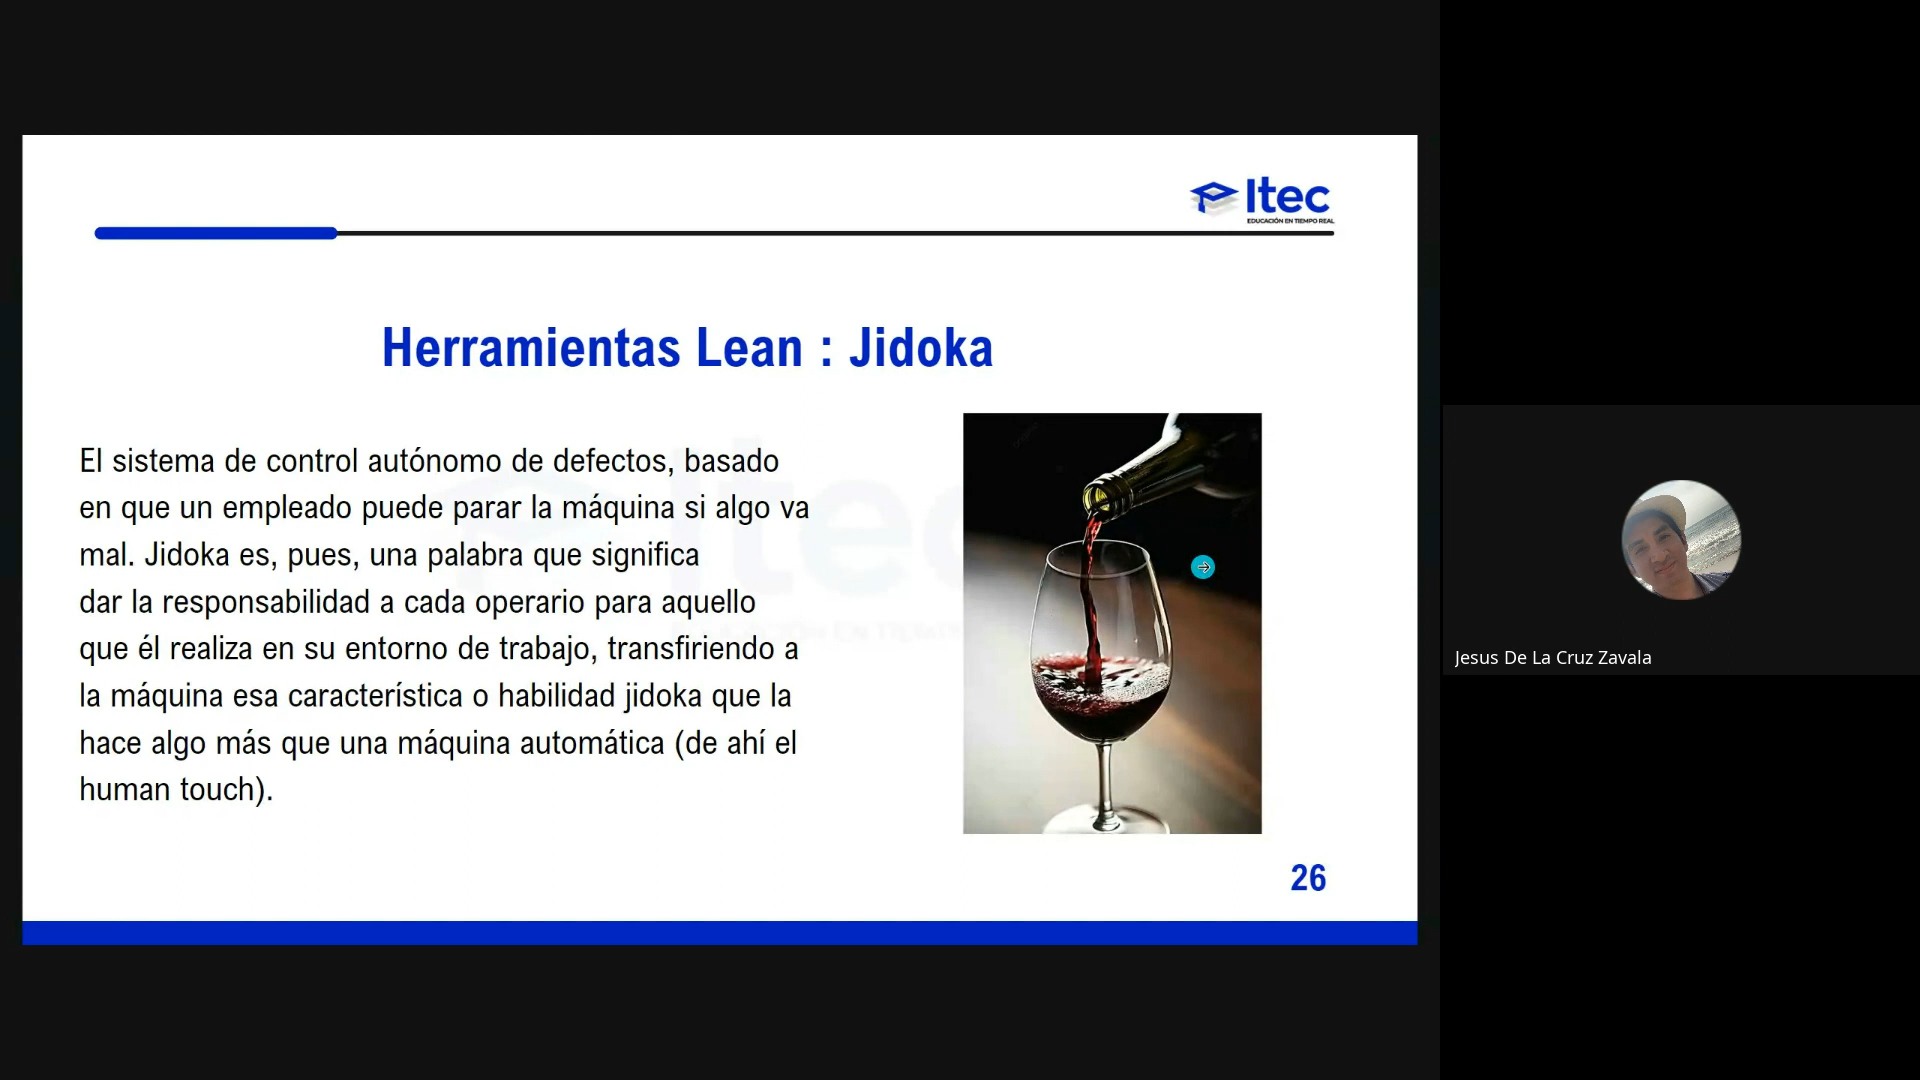 Itec
EDUCACIÓN EN TIEMPO REAL
Herramientas Lean : Jidoka
El sistema de control autónomo de defectos, basado
en que un empleado puede parar la máquina si algo va
mal. Jidoka es, pues, una palabra que significa
dar la responsabilidad a cada operario para aquello
que él realiza en su entorno de trabajo, transfiriendo a
la máquina esa característica o habilidad jidoka que la
hace algo más que una máquina automática (de ahí el
human touch).
26
Jesus De La Cruz Zavala